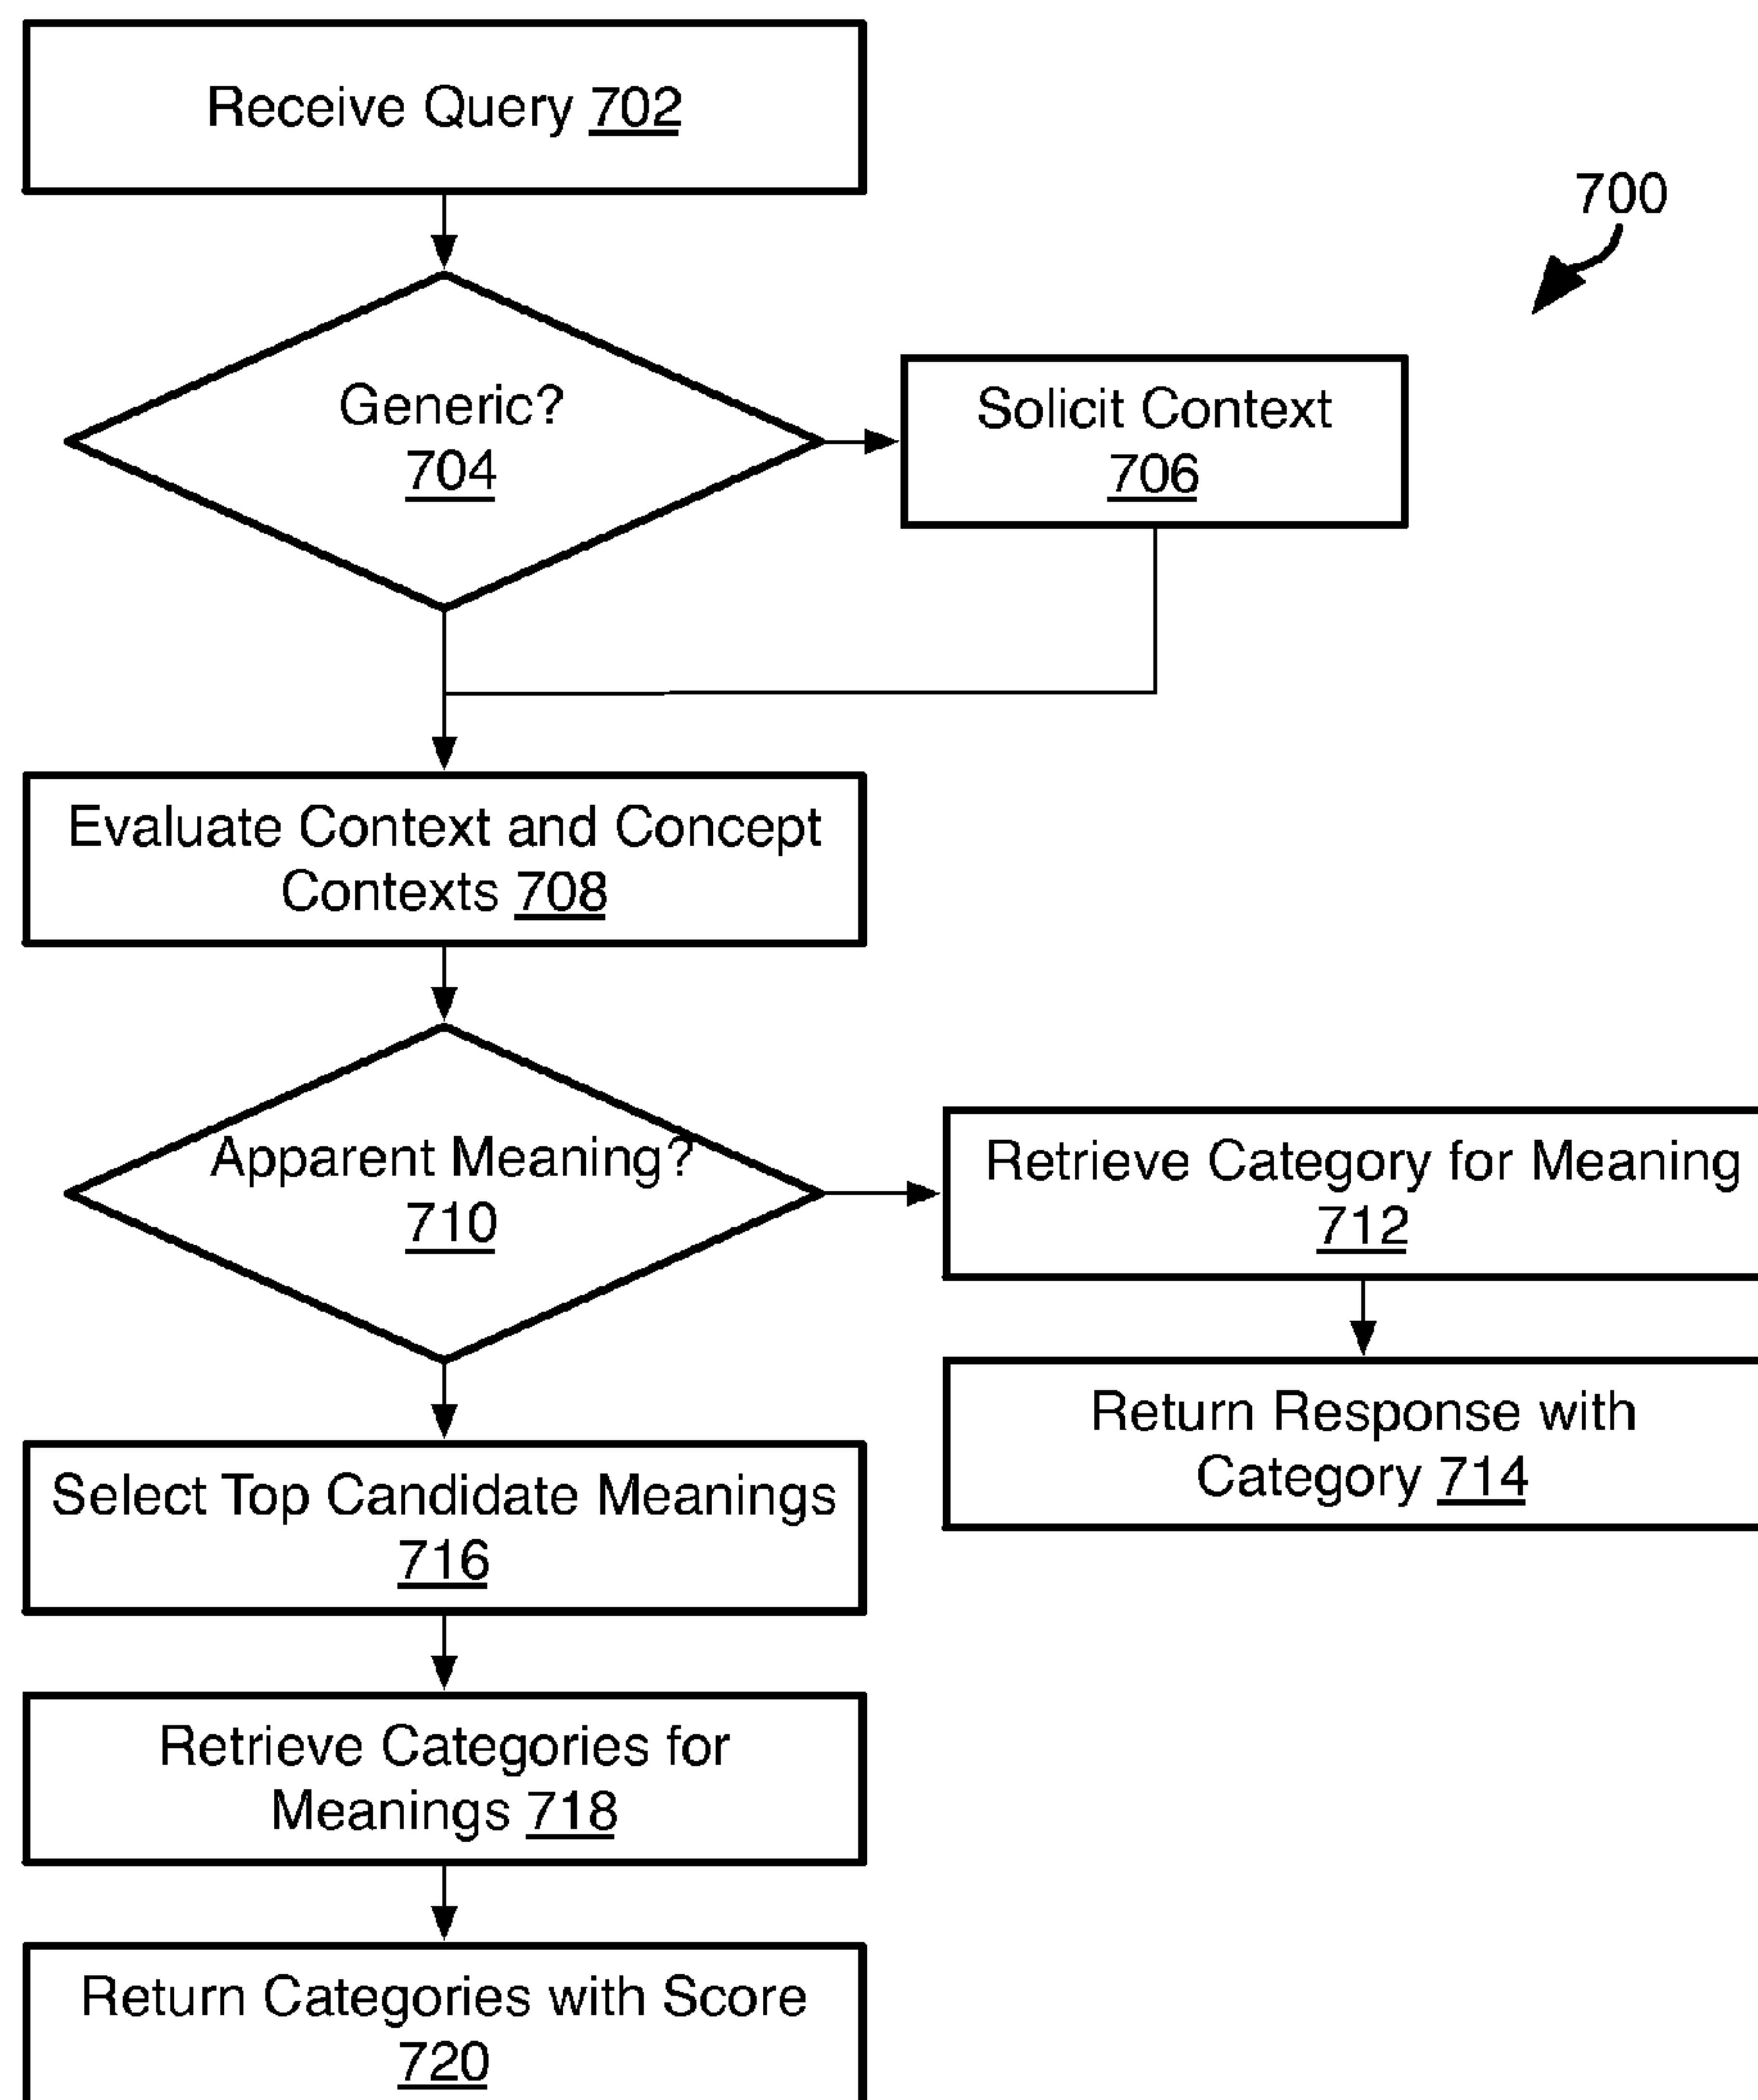 Receive Query 702
700
Generic?
704
Solicit Context
706
Evaluate Context and Concept
Contexts 708
Apparent Meaning?
710
Retrieve Category for Meaning
712
Return Response with
Category 714
Select Top Candidate Meanings
716
Retrieve Categories for
Meanings 718
Return Categories with Score
720